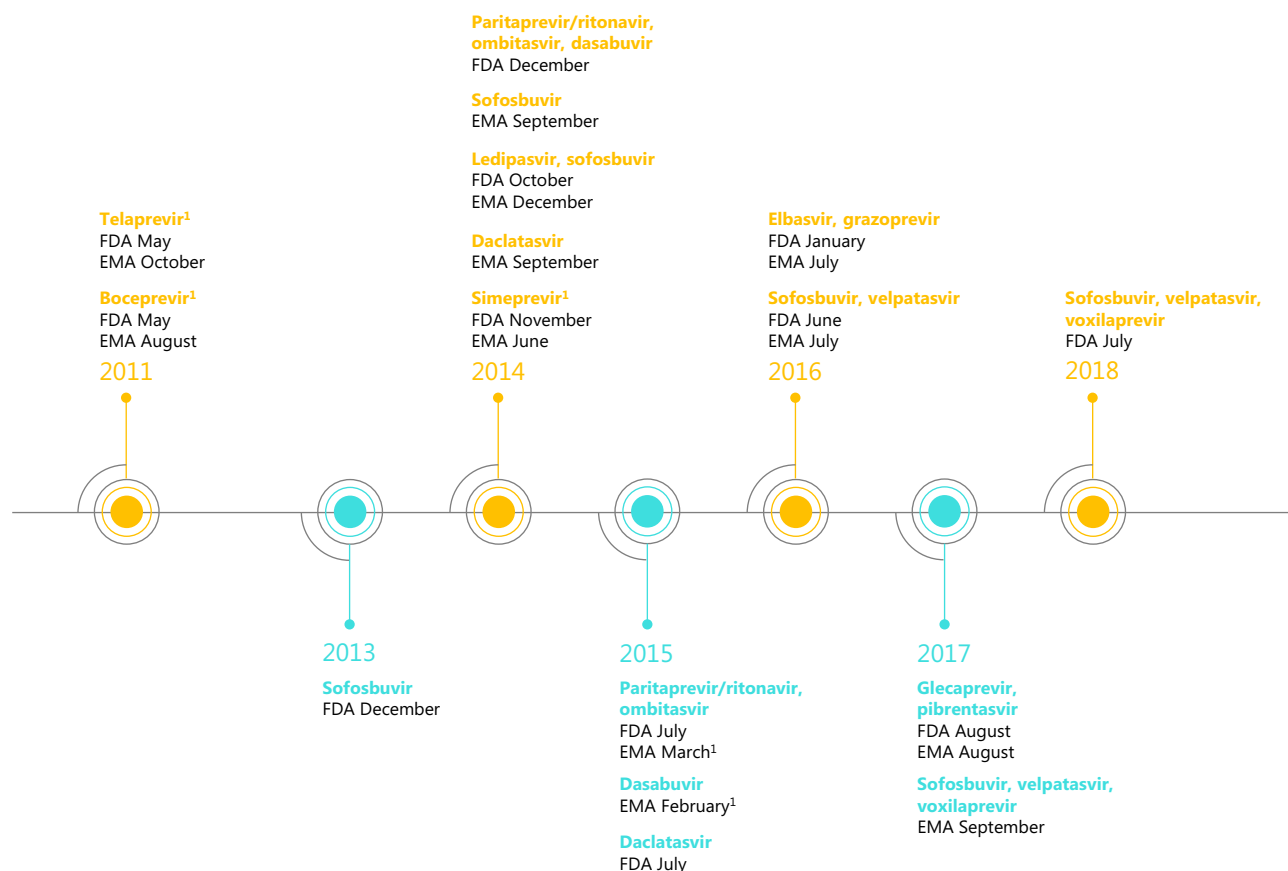 Telaprevir¹
FDA May
EMA October
Boceprevir¹
FDA May
EMA August
2011
2013
Sofosbuvir
FDA December
Paritaprevir/ritonavir,
ombitasvir, dasabuvir
FDA December
Sofosbuvir
EMA September
Ledipasvir, sofosbuvir
FDA October
EMA December
Daclatasvir
EMA September
Simeprevir¹
FDA November
EMA June
2014
2015
Paritaprevir/ritonavir,
ombitasvir
FDA July
EMA March¹
Dasabuvir
EMA February¹
Daclatasvir
FDA July
Elbasvir, grazoprevir
FDA January
EMA July
Sofosbuvir, velpatasvir
FDA June
EMA July
2016
2017
Glecaprevir,
pibrentasvir
FDA August
EMA August
Sofosbuvir, velpatasvir,
voxilaprevir
EMA September
Sofosbuvir, velpatasvir,
voxilaprevir
FDA July
2018